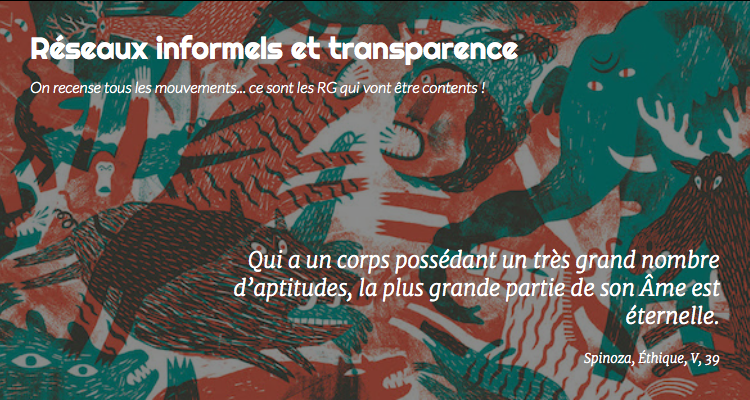 Réseaux informels et transparence
On recense tous les mouvements... ce sont les RG qui vont être contents !
Qui a un corps possédant un très grand nombre
d'aptitudes, la plus grande partie de son Âme est
éternelle.
Spinoza, Éthique, V, 39